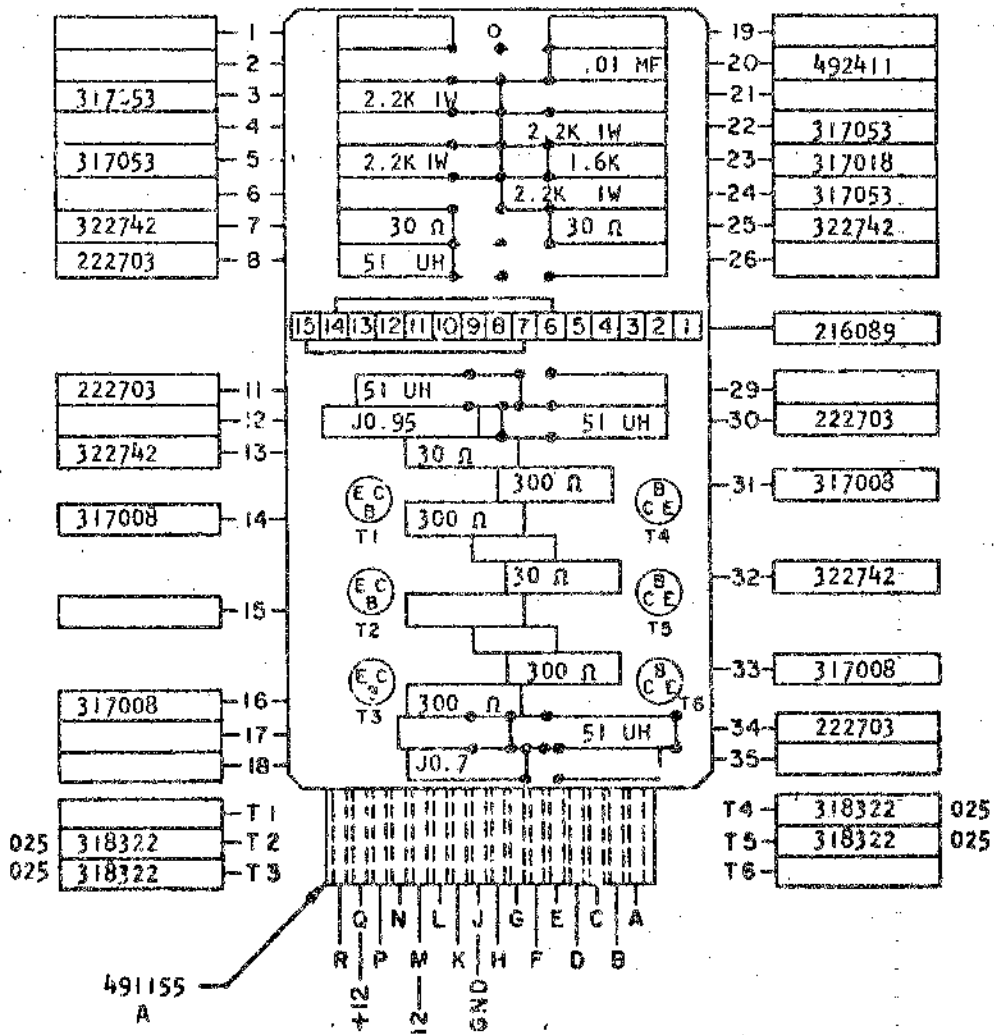 1 O 19
2 .01 MF 20 492411
3 2.2K 1W 21
4 2.2K 1W 22 317053
317053 5 2.2K 1W 1.6K 23 317018
6 2.2K 1W 24 317053
322742 7 30 Ω 30 Ω 25 322742
222703 8 51 UH 26
15 14 13 12 11 10 9 8 7 6 5 4 3 2 1 216089
222703 11 51 UH 29
12 J0.95 51 UH 30 222703
322742 13 30 Ω
300 Ω 31 317008
E C B B C E
317008 14 300 Ω
T1 T4
30 Ω 32 322742
E C B B C E
15
T2 T5
300 Ω 33 317008
E C B C E
317008 16 300 Ω
T3 T6
17 51 UH 34 222703
18 J0.7 35
T1 T4 318322 025
025 318322 T2 T5 318322 025
025 318322 T3 T6
Q N L J G E C A
R P M K H F D B
491155
A
+12 12 GND